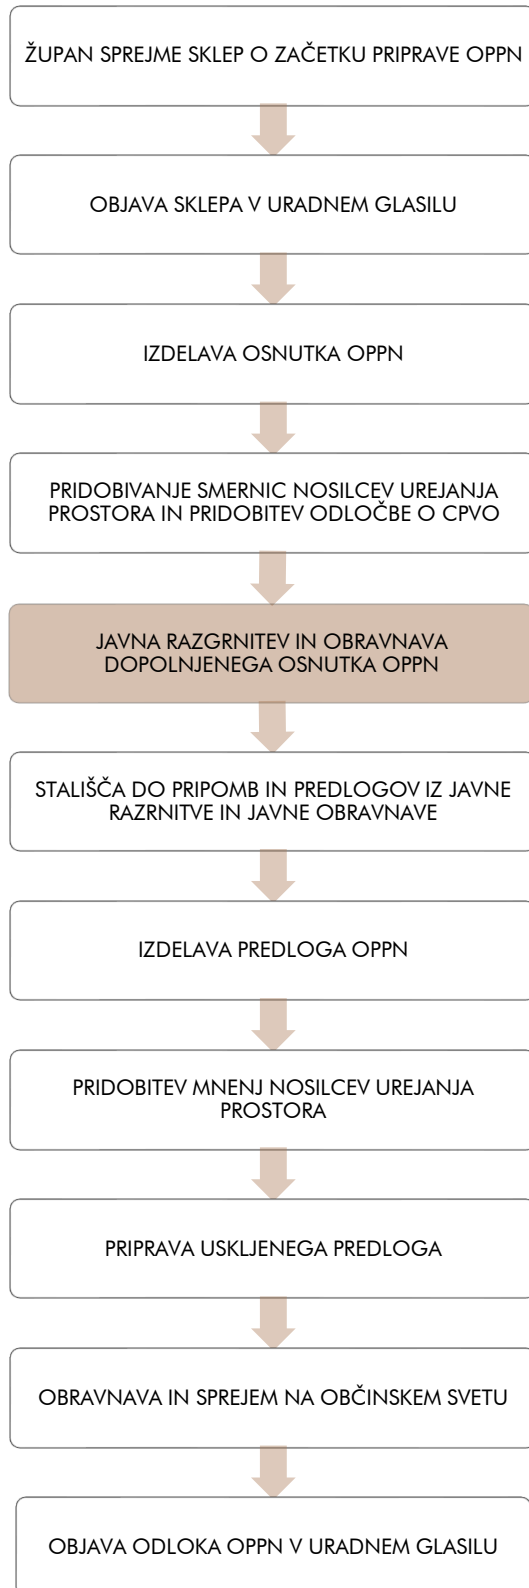 ŽUPAN SPREJME SKLEP O ZAČETKU PRIPRAVE OPPN
OBJAVA SKLEPA V URADNEM GLASILU
IZDELAVA OSNUTKA OPPN
PRIDOBIVANJE SMERNIC NOSILCEV UREJANJA
PROSTORA IN PRIDOBITEV ODLOČBE O CPVO
JAVNA RAZGRNITEV IN OBRAVNAVA
DOPOLNJENEGA OSNUTKA OPPN
STALIŠČA DO PRIPOMB IN PREDLOGOV IZ JAVNE
RAZRNITVE IN JAVNE OBRAVNAVE
IZDELAVA PREDLOGA OPPN
PRIDOBITEV MNENJ NOSILCEV UREJANJA
PROSTORA
PRIPRAVA USKLJENEGA PREDLOGA
OBRAVNAVA IN SPREJEM NA OBČINSKEM SVETU
OBJAVA ODLOKA OPPN V URADNEM GLASILU